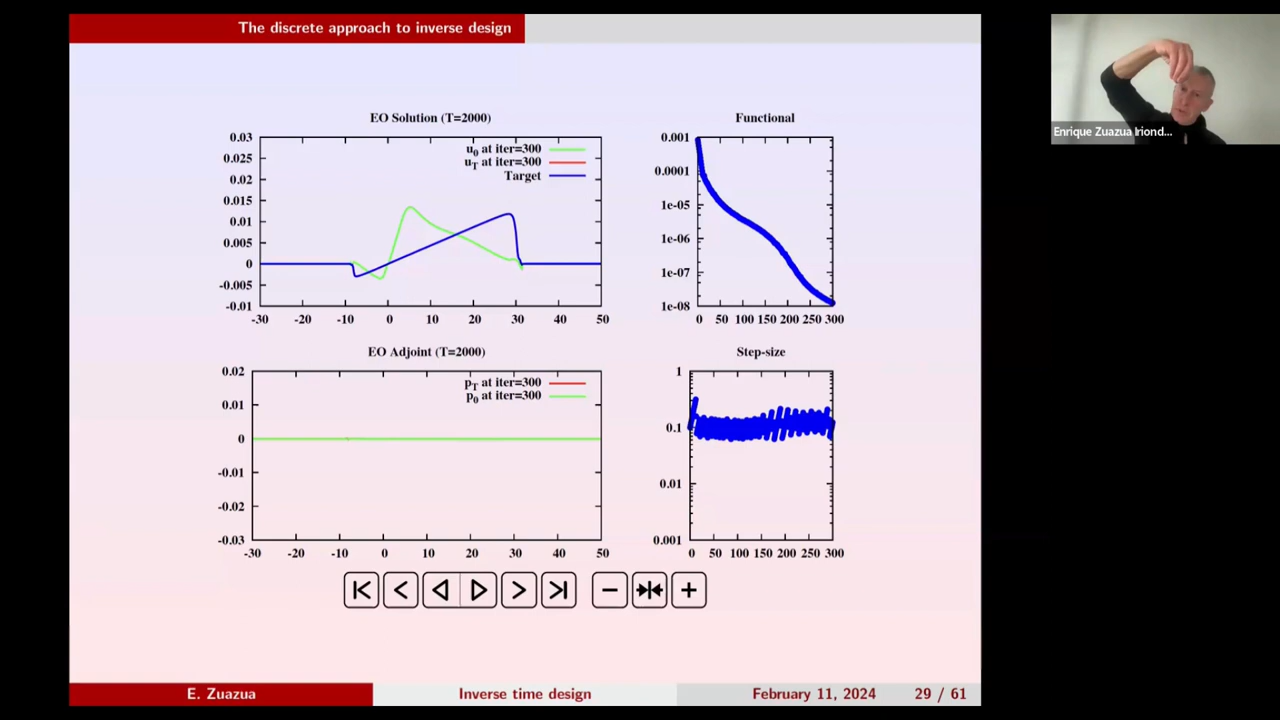 The discrete approach to inverse design
Enrique Zuazua Iriond...
EO Solution (T=2000)
0.03
0.025
0.02
0.015
0.01
0.005
0
-0.005
-0.01
u0 at iter=300
uT at iter=300
Target
-30 -20 -10 0 10 20 30 40 50
Functional
0.001
0.0001
1e-05
1e-06
1e-07
1e-08
0 50 100 150 200 250 300
EO Adjoint (T=2000)
0.02
0.01
0
-0.01
-0.02
-0.03
pT at iter=300
p0 at iter=300
-30 -20 -10 0 10 20 30 40 50
Step-size
1
0.1
0.01
0.001
0 50 100 150 200 250 300
E. Zuazua
Inverse time design
February 11, 2024 29 / 61